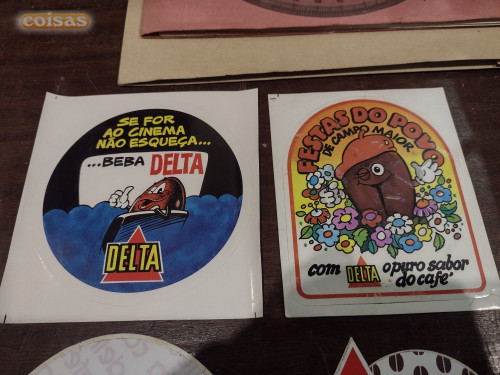 coisas
SE FOR
AO CINEMA
NÃO ESQUEÇA...
...BEBA DELTA
DELTA
FESTAS DO POVO
DE CAMPO MAIOR
com DELTA o puro sabor
do café